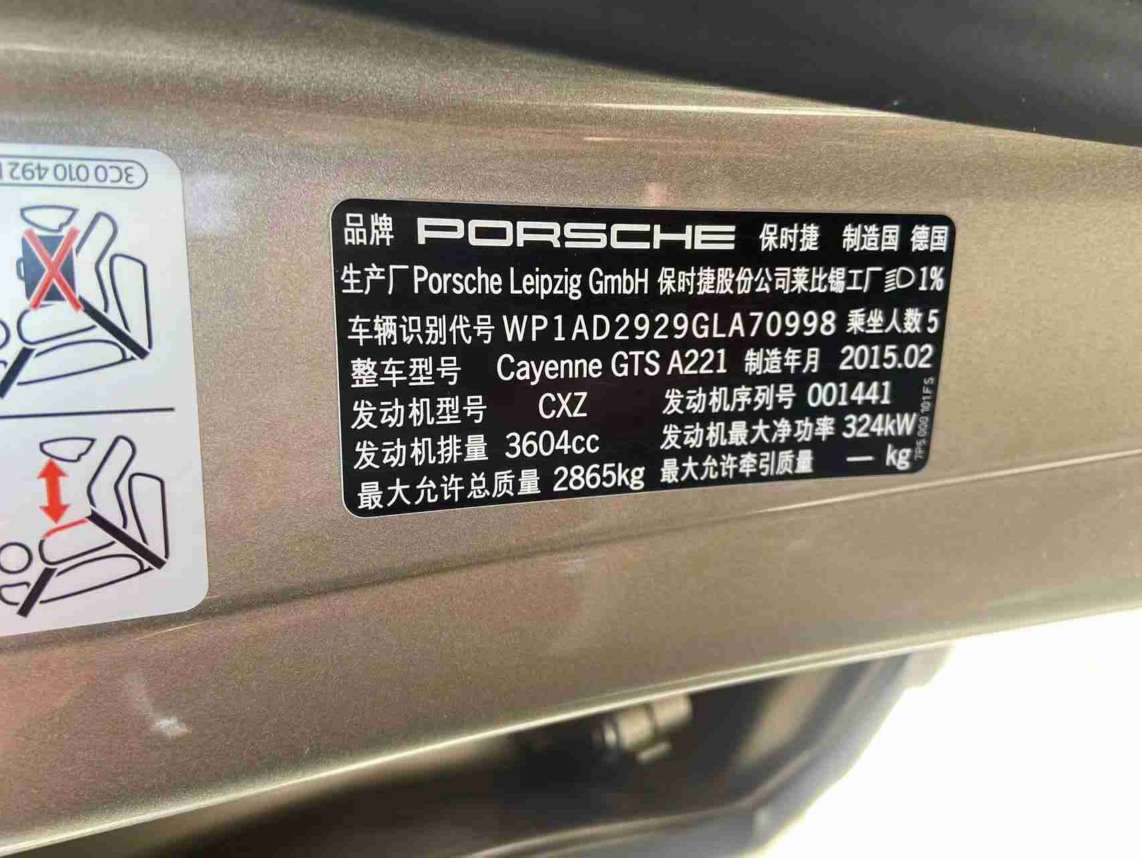 3C0 010 492
品牌 PORSCHE 保时捷 制造国 德国
生产厂 Porsche Leipzig GmbH 保时捷股份公司莱比锡工厂 1%
车辆识别代号 WP1AD2929GLA70998 乘坐人数 5
整车型号 Cayenne GTS A221 制造年月 2015.02
发动机型号 CXZ 发动机序列号 001441
发动机排量 3604cc 发动机最大净功率 324kW
最大允许总质量 2865kg 最大允许牵引质量 — kg
7P5 000 101.FS